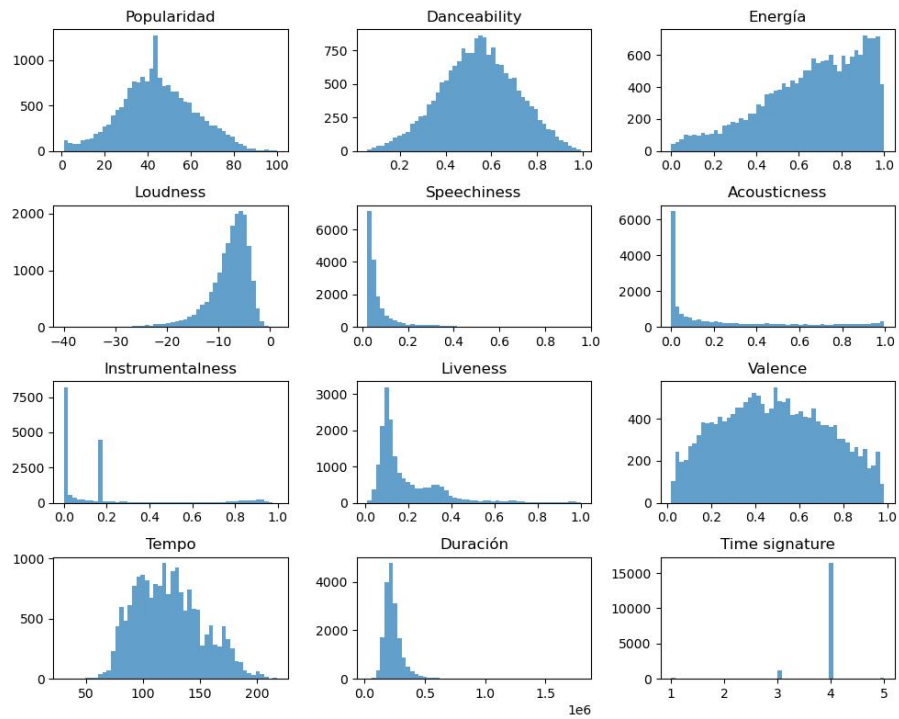 Popularidad
Danceability
Energía
1000
500
0
0 20 40 60 80 100
750
500
250
0
0.2 0.4 0.6 0.8 1.0
600
400
200
0
0.0 0.2 0.4 0.6 0.8 1.0
Loudness
Speechiness
Acousticness
2000
1000
0
−40 −30 −20 −10 0
6000
4000
2000
0
0.0 0.2 0.4 0.6 0.8 1.0
6000
4000
2000
0
0.0 0.2 0.4 0.6 0.8 1.0
Instrumentalness
Liveness
Valence
7500
5000
2500
0
0.0 0.2 0.4 0.6 0.8 1.0
3000
2000
1000
0
0.0 0.2 0.4 0.6 0.8 1.0
400
200
0
0.0 0.2 0.4 0.6 0.8 1.0
Tempo
Duración
Time signature
1000
500
0
50 100 150 200
4000
2000
0
0.0 0.5 1.0 1.5
1e6
15000
10000
5000
0
1 2 3 4 5